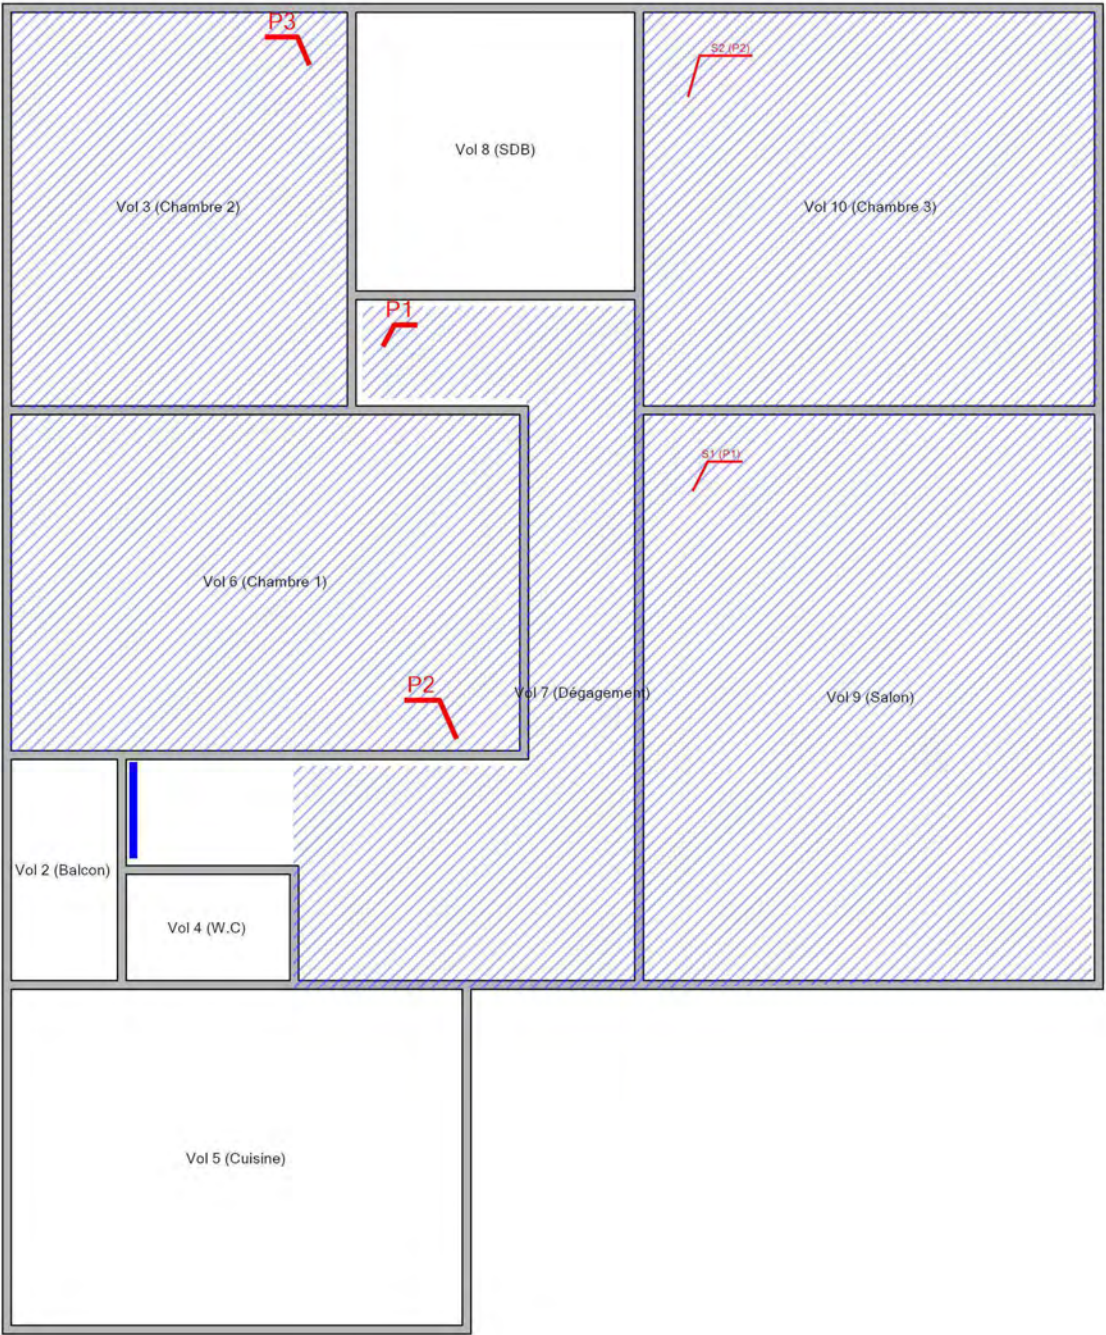 P3
S2 (P2)
Vol 8 (SDB)
Vol 3 (Chambre 2)
Vol 10 (Chambre 3)
P1
S1 (P1)
Vol 6 (Chambre 1)
P2
Vol 7 (Dégagement)
Vol 9 (Salon)
Vol 2 (Balcon)
Vol 4 (W.C)
Vol 5 (Cuisine)